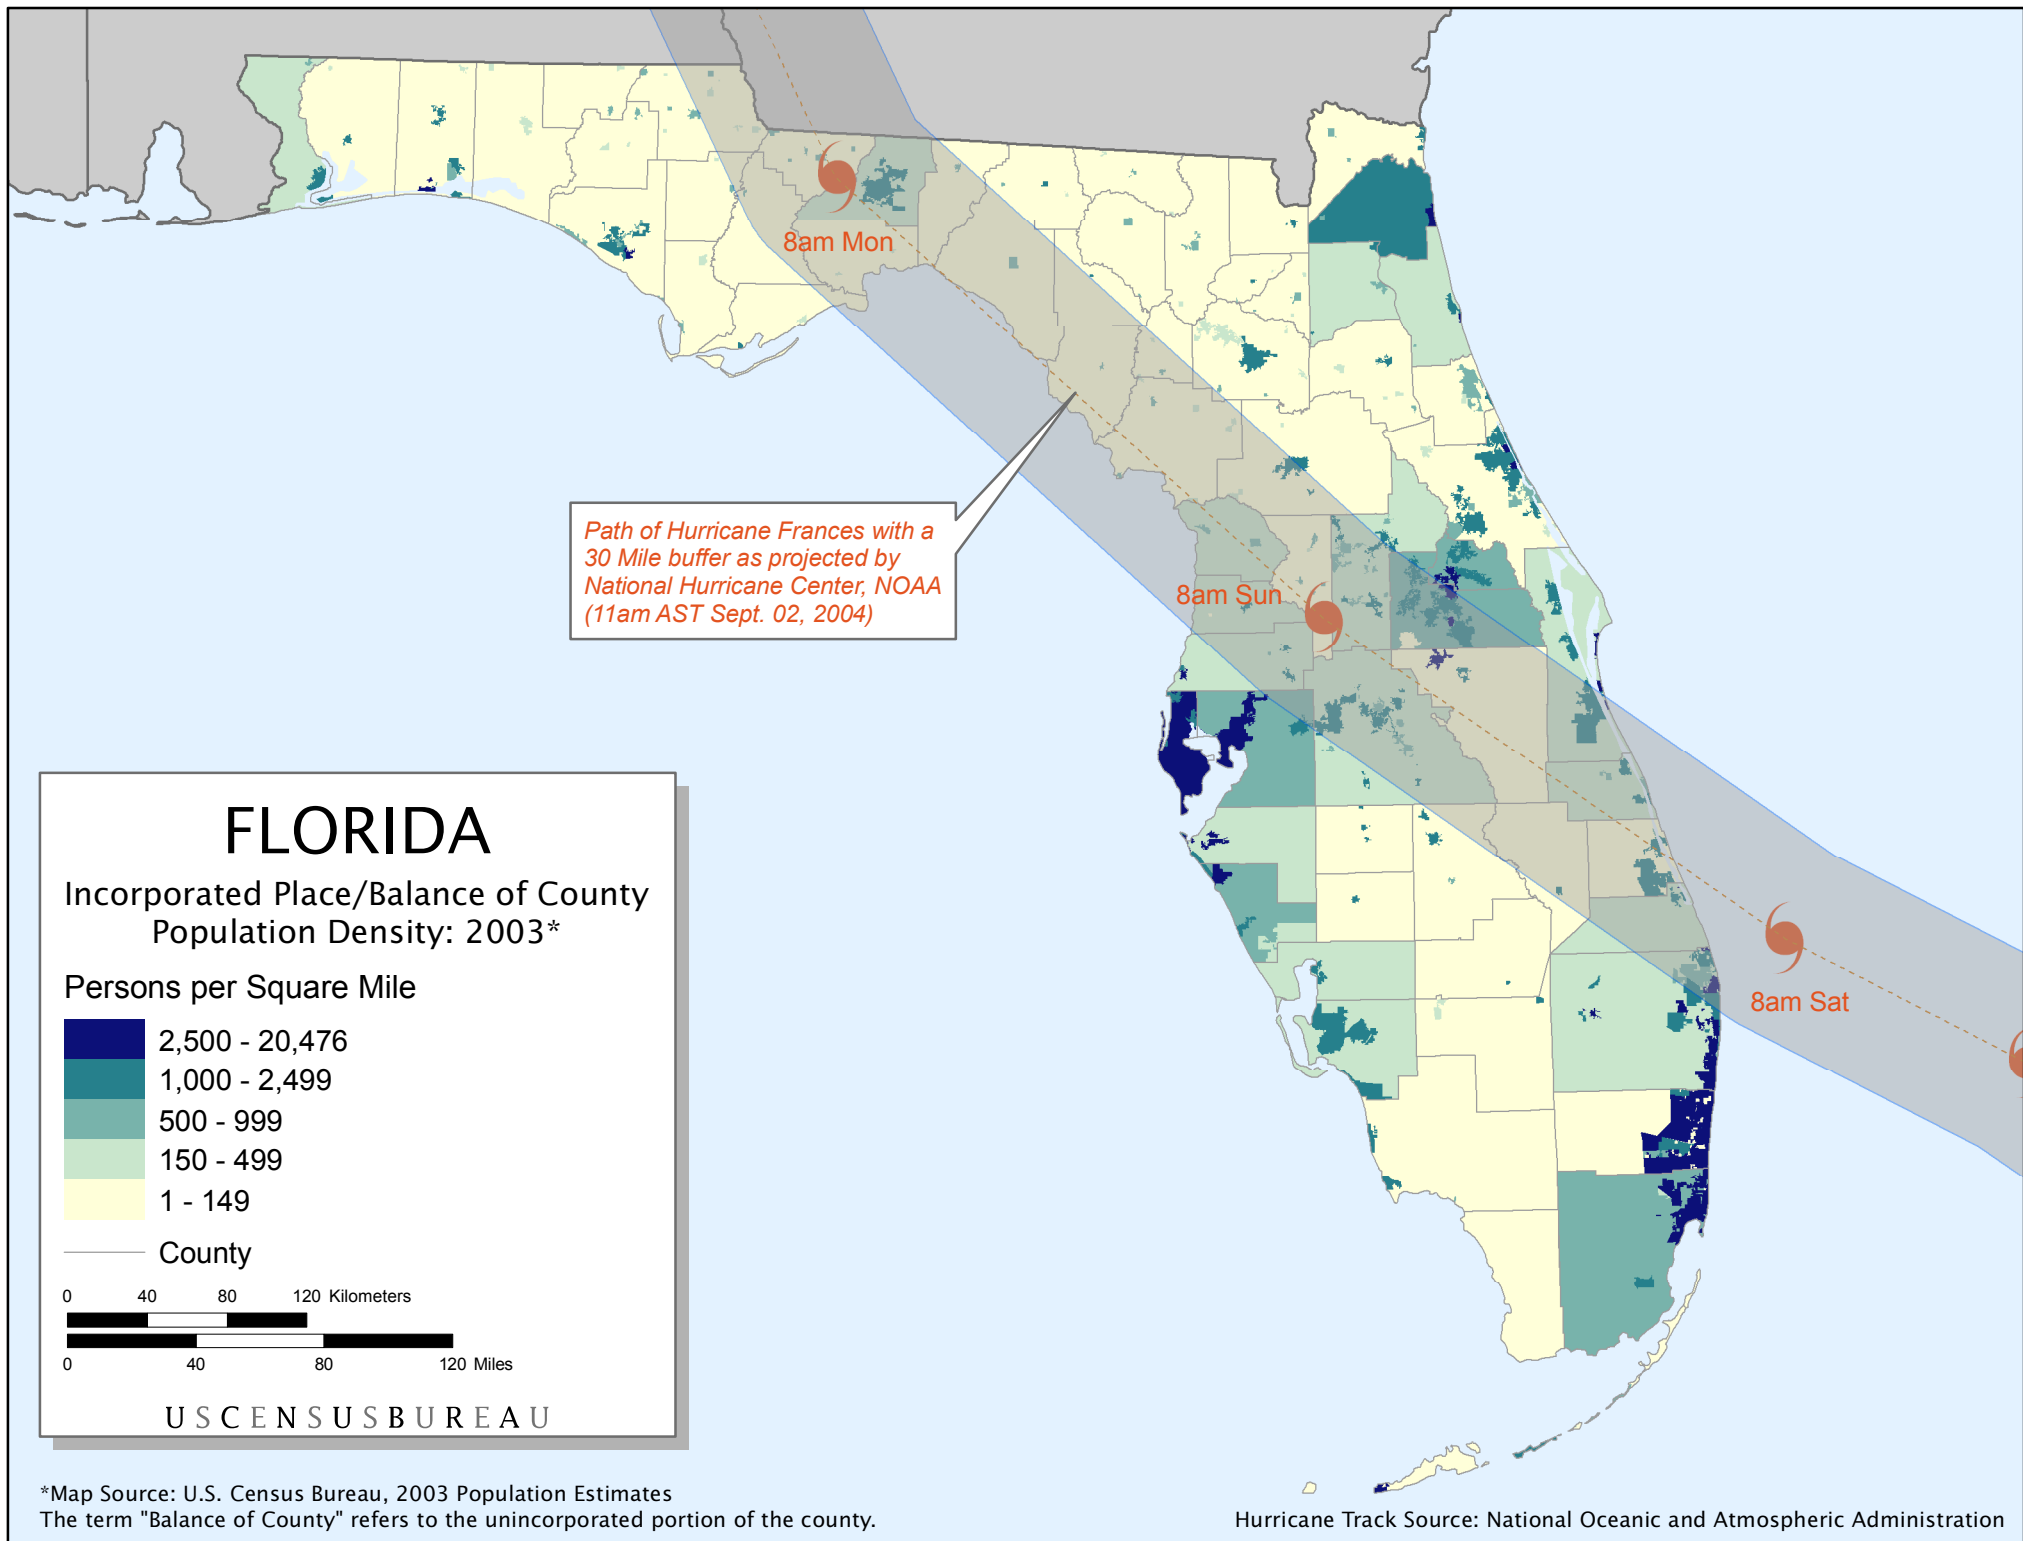 8am Mon
Path of Hurricane Frances with a
30 Mile buffer as projected by
National Hurricane Center, NOAA
(11am AST Sept. 02, 2004)
8am Sun
8am Sat
FLORIDA
Incorporated Place/Balance of County
Population Density: 2003*
Persons per Square Mile
2,500 - 20,476
1,000 - 2,499
500 - 999
150 - 499
1 - 149
County
0 40 80 120 Kilometers
0 40 80 120 Miles
USCENSUSBUREAU
*Map Source: U.S. Census Bureau, 2003 Population Estimates
The term "Balance of County" refers to the unincorporated portion of the county.
Hurricane Track Source: National Oceanic and Atmospheric Administration